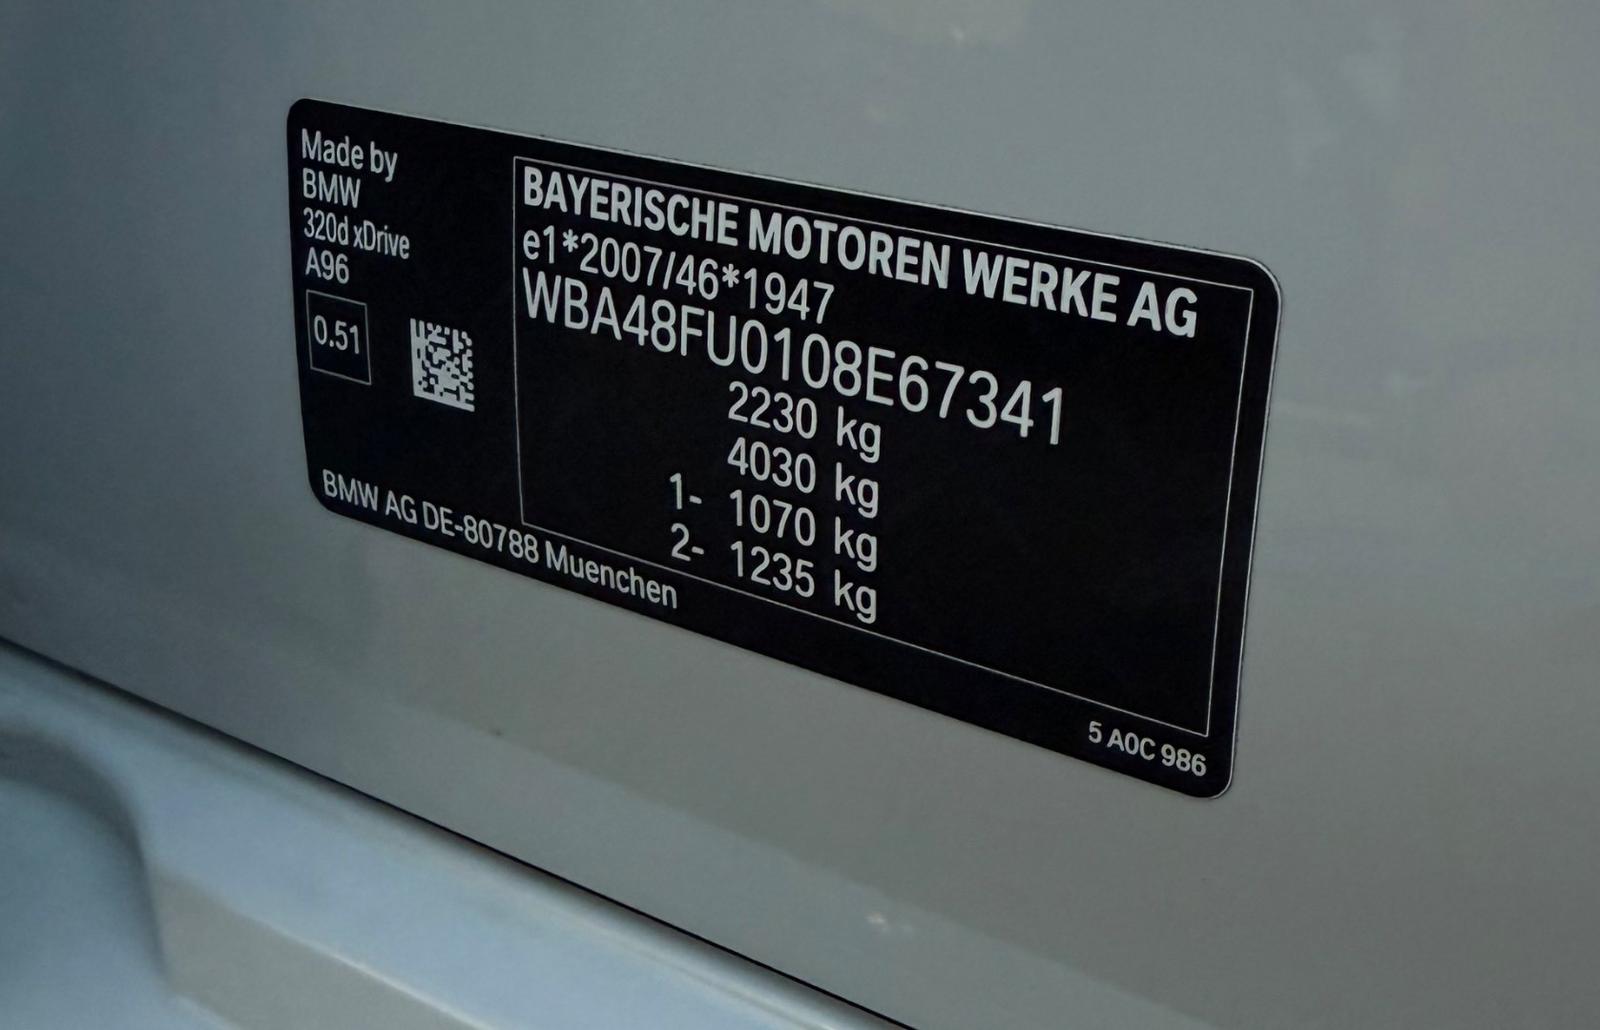 Made by
BMW
320d xDrive
A96
0.51
BMW AG DE-80788 Muenchen
BAYERISCHE MOTOREN WERKE AG
e1*2007/46*1947
WBA48FU0108E67341
2230 kg
4030 kg
1- 1070 kg
2- 1235 kg
5 A0C 986